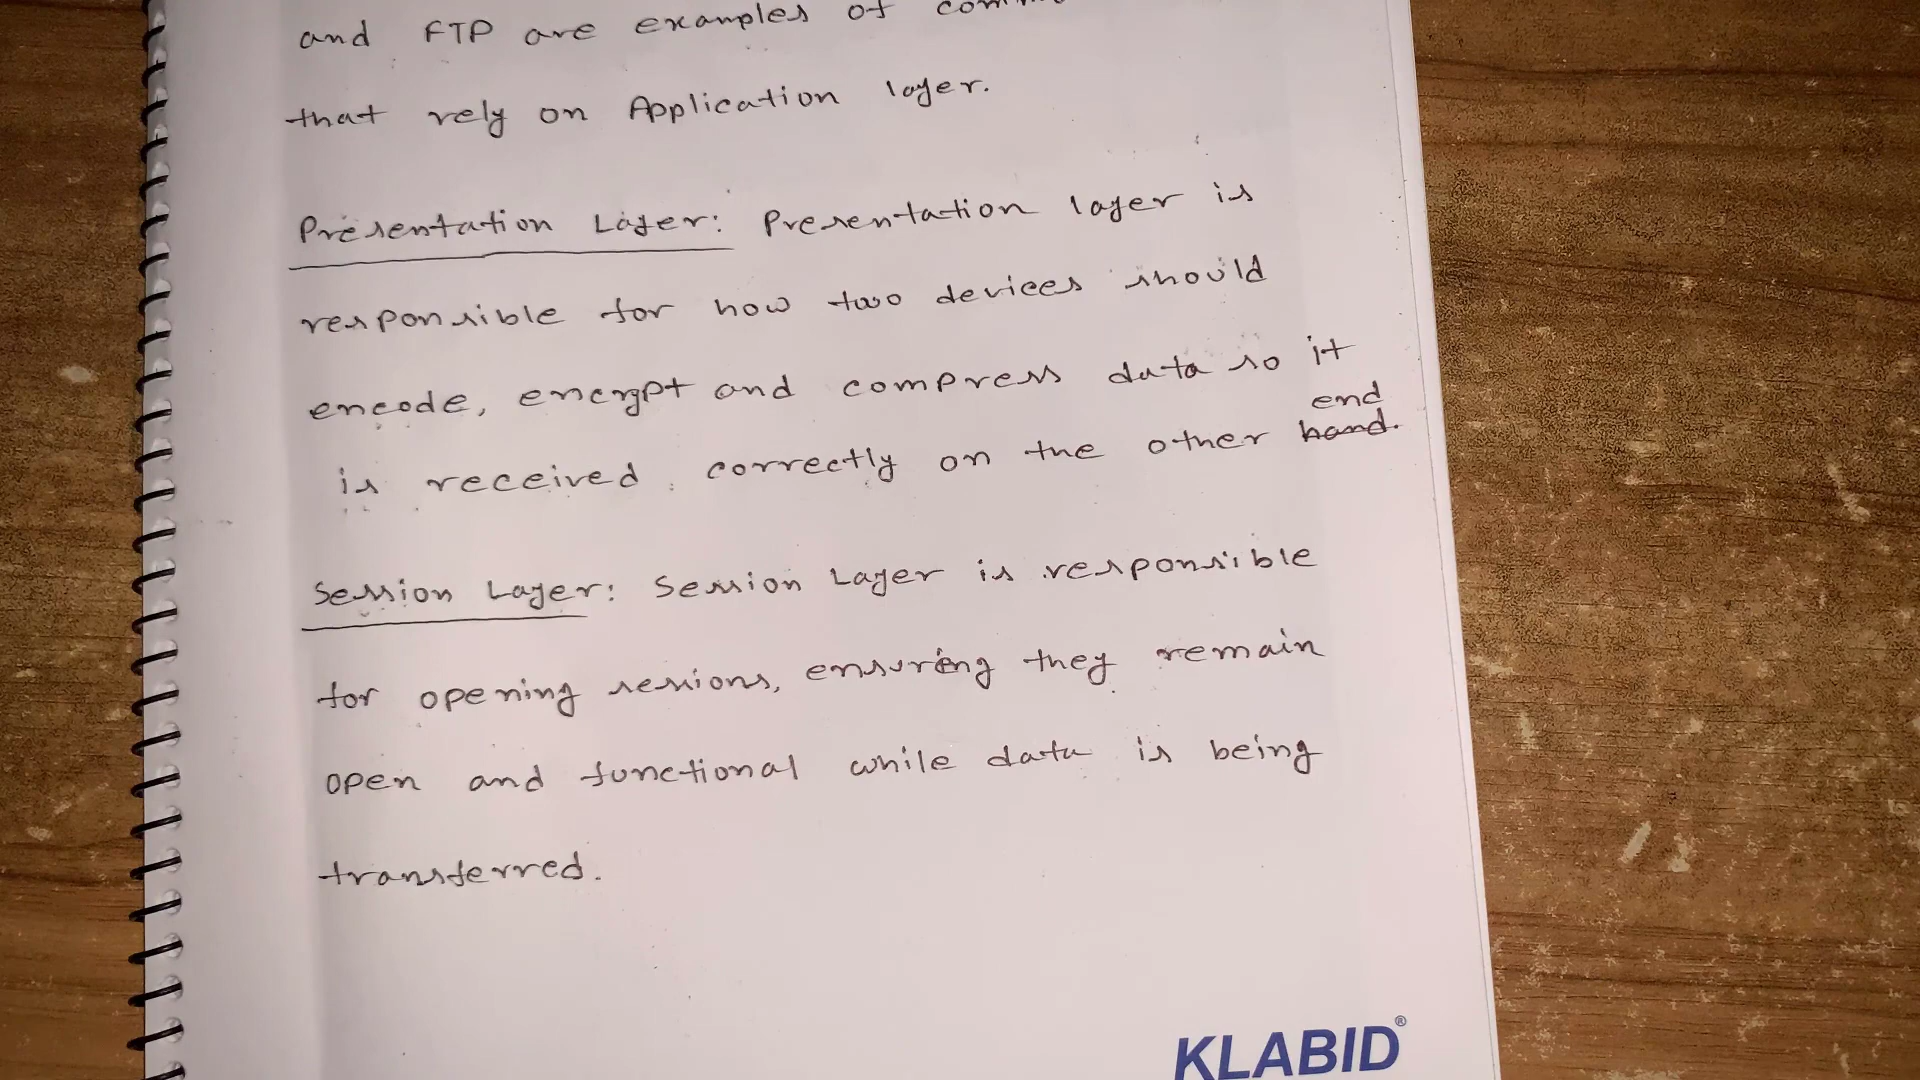 and FTP are examples of
that rely on Application layer.
Presentation Layer: Presentation layer is
responsible for how two devices should
encode, encrypt and compress data so it
end
is received correctly on the other hand.
Session Layer: Session Layer is responsible
for opening sessions, ensuring they remain
open and functional while data is being
transferred.
KLABID®